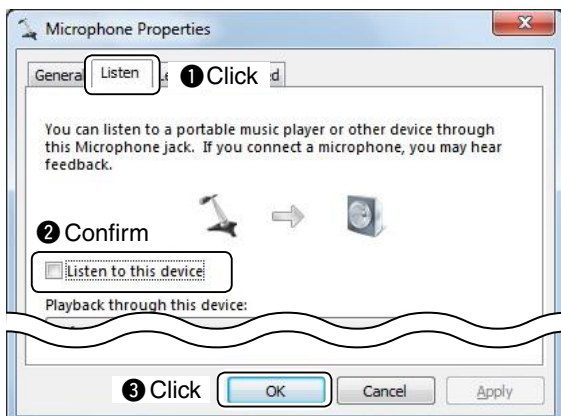 Microphone Properties
General Listen ❶Click
You can listen to a portable music player or other device through
this Microphone jack. If you connect a microphone, you may hear
feedback.
❷Confirm
Listen to this device
Playback through this device:
❸Click OK Cancel Apply